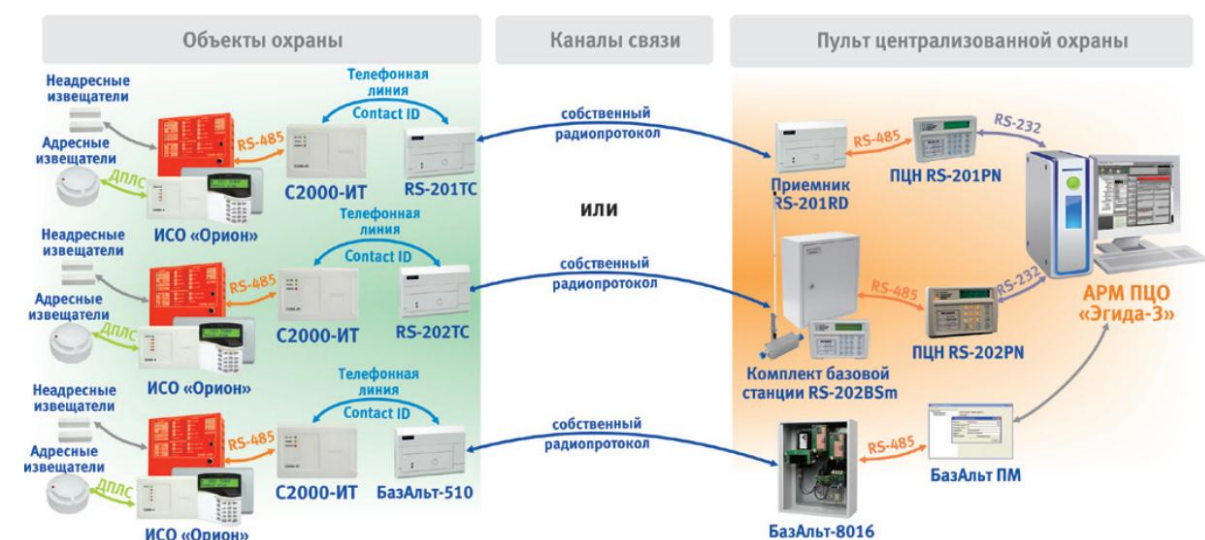 Объекты охраны
Каналы связи
Пульт централизованной охраны
Неадресные
извещатели
Адресные
извещатели
ДПЛС
RS-485
Телефонная
линия
Contact ID
С2000-ИТ
RS-201TC
ИСО «Орион»
собственный
радиопротокол
RS-485
RS-232
Приемник
RS-201RD
ПЦН RS-201PN
или
Неадресные
извещатели
Адресные
извещатели
ДПЛС
RS-485
Телефонная
линия
Contact ID
С2000-ИТ
RS-202TC
ИСО «Орион»
собственный
радиопротокол
RS-485
RS-232
АРМ ПЦО
«Эгида-3»
ПЦН RS-202PN
Комплект базовой
станции RS-202BSm
Неадресные
извещатели
Адресные
извещатели
ДПЛС
RS-485
Телефонная
линия
Contact ID
С2000-ИТ
БазАльт-510
ИСО «Орион»
собственный
радиопротокол
RS-485
БазАльт ПМ
БазАльт-8016